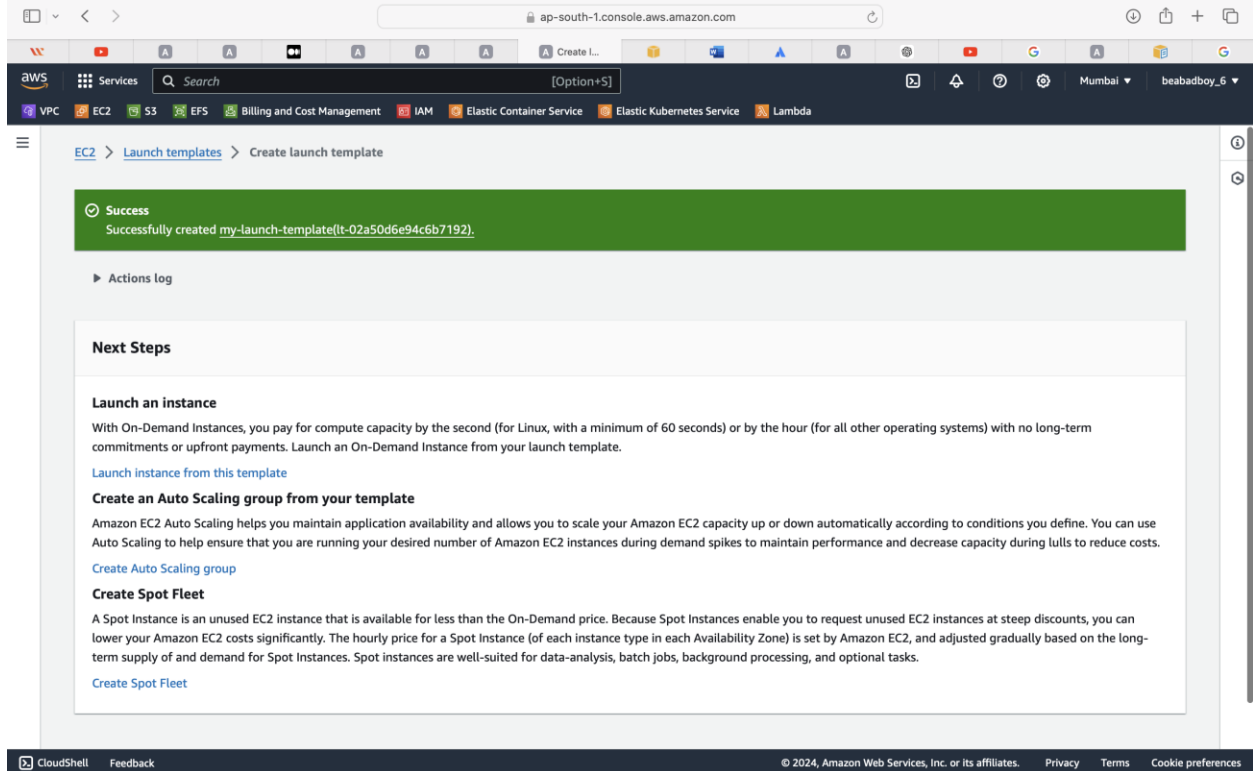 ap-south-1.console.aws.amazon.com
A A A A A A Create l... A A G A G
aws Services Search [Option+S] Mumbai beabadboy_6
VPC EC2 S3 EFS Billing and Cost Management IAM Elastic Container Service Elastic Kubernetes Service Lambda
EC2 > Launch templates > Create launch template
Success
Successfully created my-launch-template(lt-02a50d6e94c6b7192).
Actions log
Next Steps
Launch an instance
With On-Demand Instances, you pay for compute capacity by the second (for Linux, with a minimum of 60 seconds) or by the hour (for all other operating systems) with no long-term
commitments or upfront payments. Launch an On-Demand Instance from your launch template.
Launch instance from this template
Create an Auto Scaling group from your template
Amazon EC2 Auto Scaling helps you maintain application availability and allows you to scale your Amazon EC2 capacity up or down automatically according to conditions you define. You can use
Auto Scaling to help ensure that you are running your desired number of Amazon EC2 instances during demand spikes to maintain performance and decrease capacity during lulls to reduce costs.
Create Auto Scaling group
Create Spot Fleet
A Spot Instance is an unused EC2 instance that is available for less than the On-Demand price. Because Spot Instances enable you to request unused EC2 instances at steep discounts, you can
lower your Amazon EC2 costs significantly. The hourly price for a Spot Instance (of each instance type in each Availability Zone) is set by Amazon EC2, and adjusted gradually based on the long-
term supply of and demand for Spot Instances. Spot instances are well-suited for data-analysis, batch jobs, background processing, and optional tasks.
Create Spot Fleet
CloudShell Feedback © 2024, Amazon Web Services, Inc. or its affiliates. Privacy Terms Cookie preferences